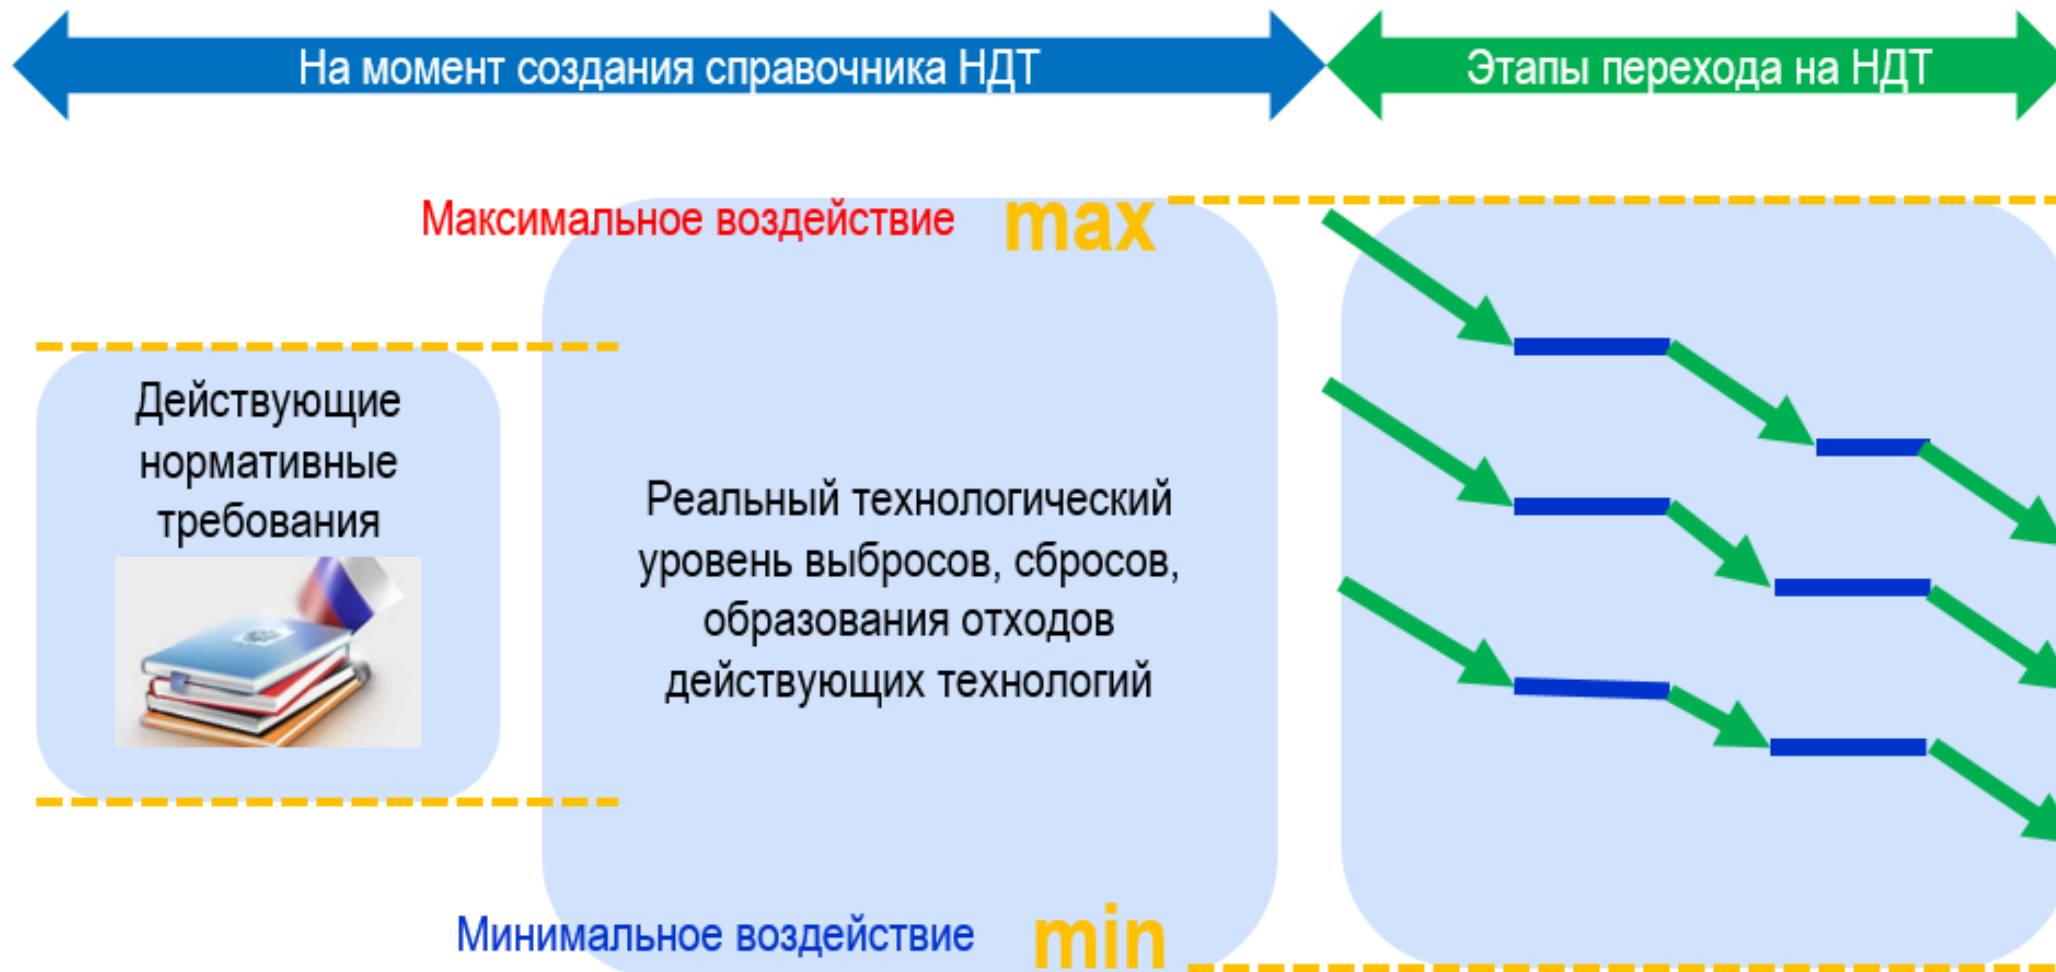 На момент создания справочника НДТ
Этапы перехода на НДТ
Максимальное воздействие
max
Действующие
нормативные
требования
Реальный технологический
уровень выбросов, сбросов,
образования отходов
действующих технологий
Минимальное воздействие
min